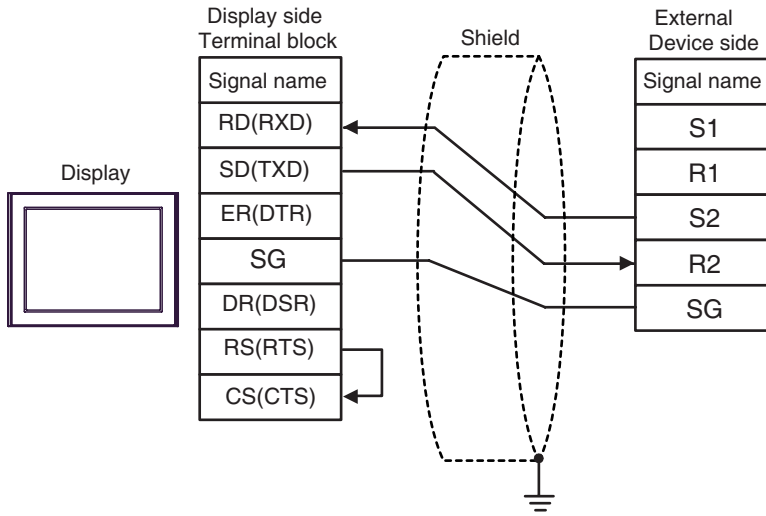 Display side
Terminal block
Shield
External
Device side
Signal name
Signal name
RD(RXD)
S1
SD(TXD)
R1
Display
ER(DTR)
S2
SG
R2
DR(DSR)
SG
RS(RTS)
CS(CTS)